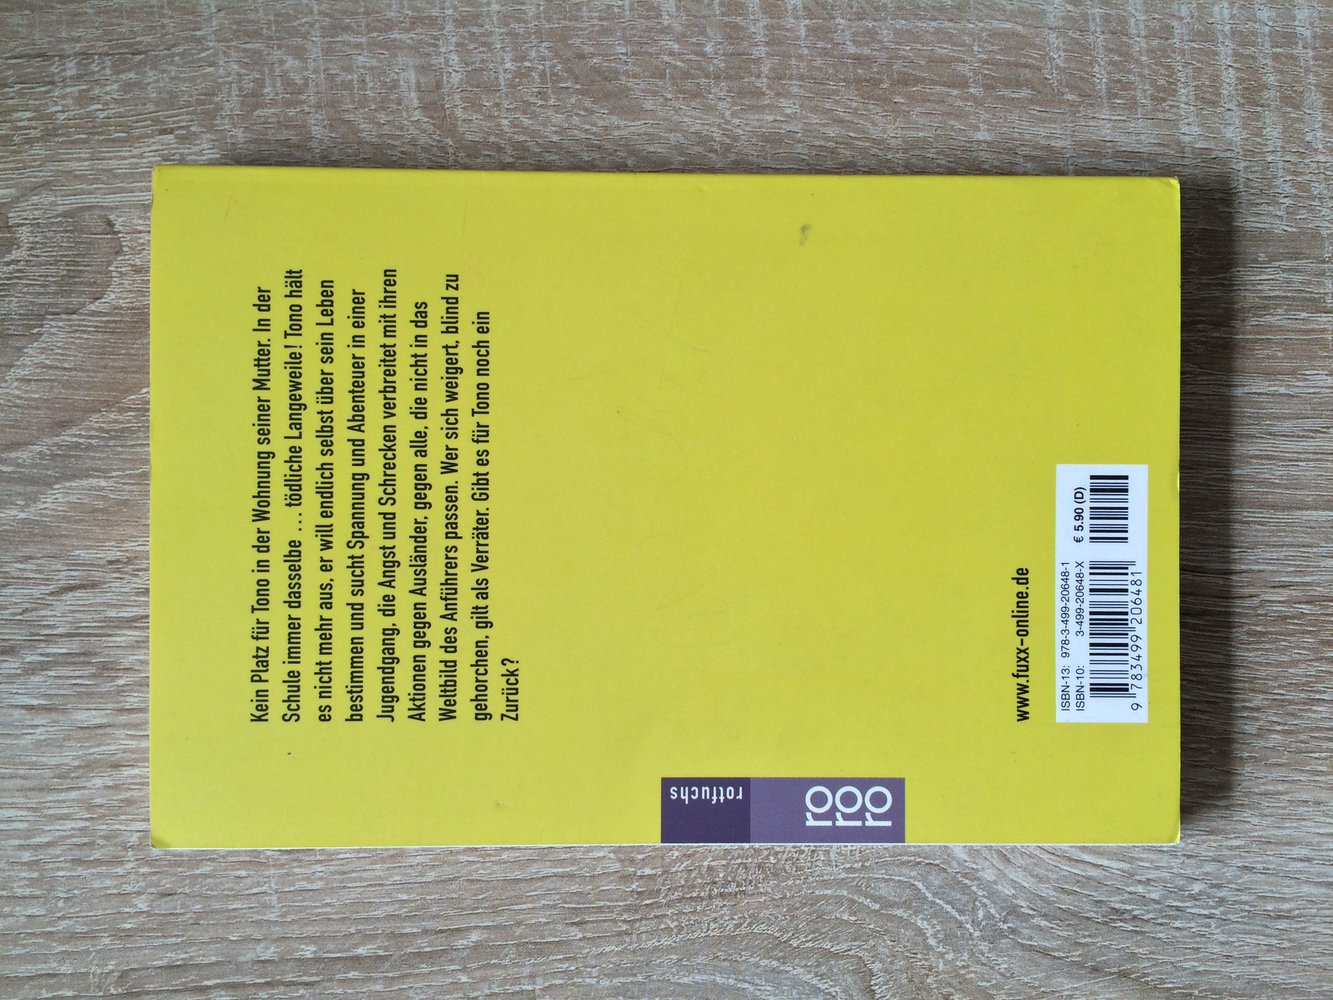 Kein Platz für Tono in der Wohnung seiner Mutter. In der
Schule immer dasselbe ... tödliche Langeweile! Tono hält
es nicht mehr aus, er will endlich selbst über sein Leben
bestimmen und sucht Spannung und Abenteuer in einer
Jugendgang, die Angst und Schrecken verbreitet mit ihren
Aktionen gegen Ausländer, gegen alle, die nicht in das
Weltbild des Anführers passen. Wer sich weigert, blind zu
gehorchen, gilt als Verräter. Gibt es für Tono noch ein
Zurück?
rotfuchs
ro
ro
ro
www.fuxx-online.de
ISBN-13: 978-3-499-20648-1
ISBN-10: 3-499-20648-X
€ 5.90 (D)
9 783499 206481